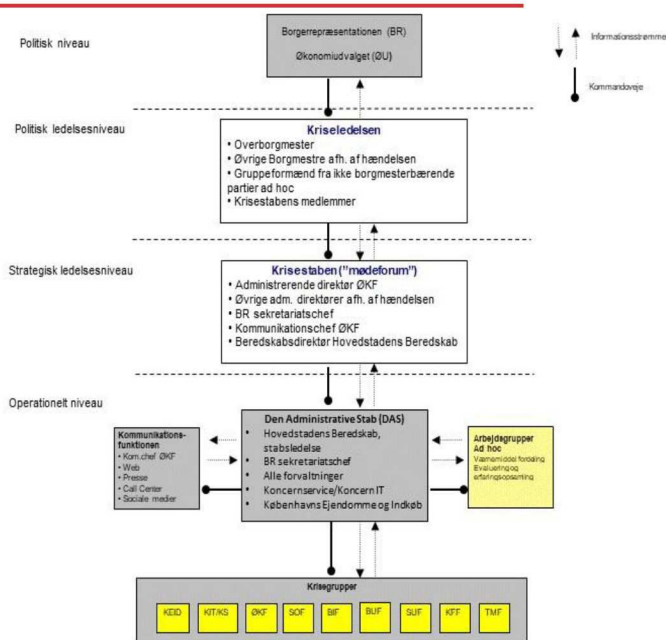 Politisk niveau
Borgerrepræsentationen (BR)
Økonomiudvalget (ØU)
Informationsstrømme
Kommandoveje
Politisk ledelsesniveau
Kriseledelsen
• Overborgmester
• Øvrige Borgmestre afh. af hændelsen
• Gruppeformænd fra ikke borgmesterbærende
partier ad hoc
• Krisestabens medlemmer
Strategisk ledelsesniveau
Krisestaben ("mødeforum")
• Administrerende direktør ØKF
• Øvrige adm. direktører afh. af hændelsen
• BR sekretariatschef
• Kommunikationschef ØKF
• Beredskabsdirektør Hovedstadens Beredskab
Operationelt niveau
Kommunikations-
funktionen
• Kom.chef ØKF
• Web
• Presse
• Call Center
• Sociale medier
Den Administrative Stab (DAS)
• Hovedstadens Beredskab,
stabsledelse
• BR sekretariatschef
• Alle forvaltninger
• Koncernservice/Koncern IT
• Københavns Ejendomme og Indkøb
Arbejdsgrupper
Ad hoc
Værnemiddel fordeling
Evaluering og
erfaringsopsamling
Krisegrupper
KEID
KIT/KS
ØKF
SOF
BIF
BUF
SUF
KFF
TMF